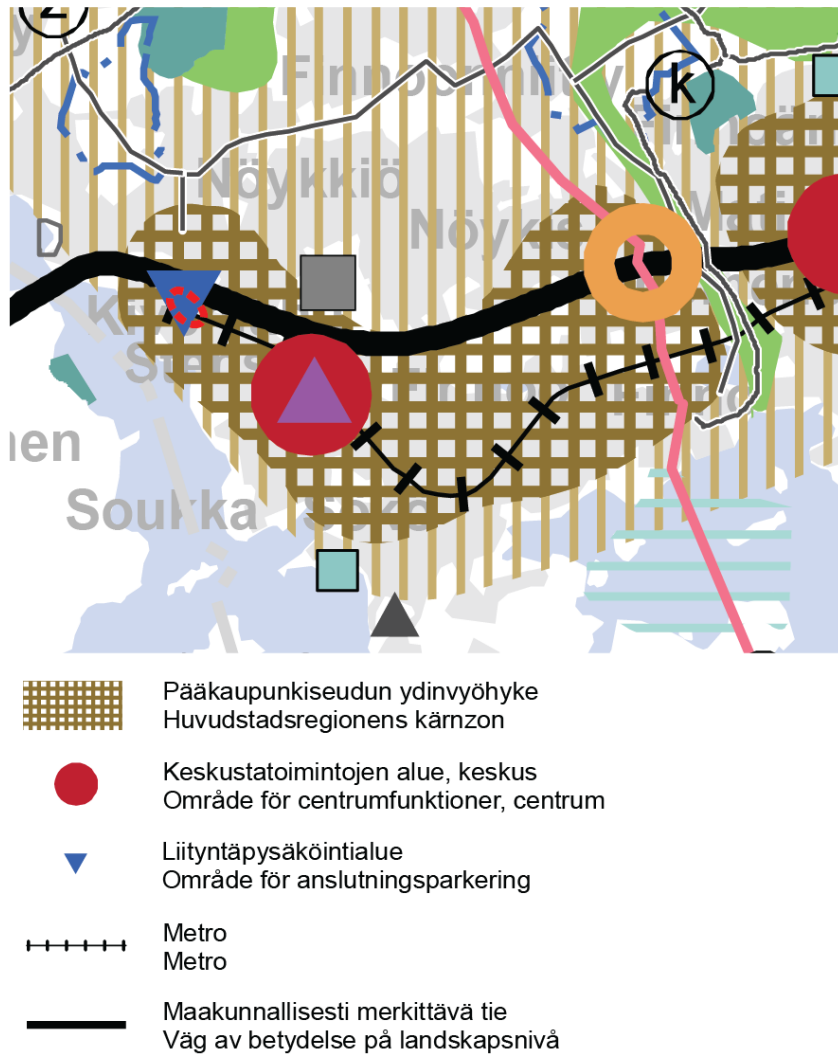 z
k
Nöykkiö
Soukka
Pääkaupunkiseudun ydinvyöhyke
Huvudstadsregionens kärnzon
Keskustatoimintojen alue, keskus
Område för centrumfunktioner, centrum
Liityntäpysäköintialue
Område för anslutningsparkering
Metro
Metro
Maakunnallisesti merkittävä tie
Väg av betydelse på landskapsnivå